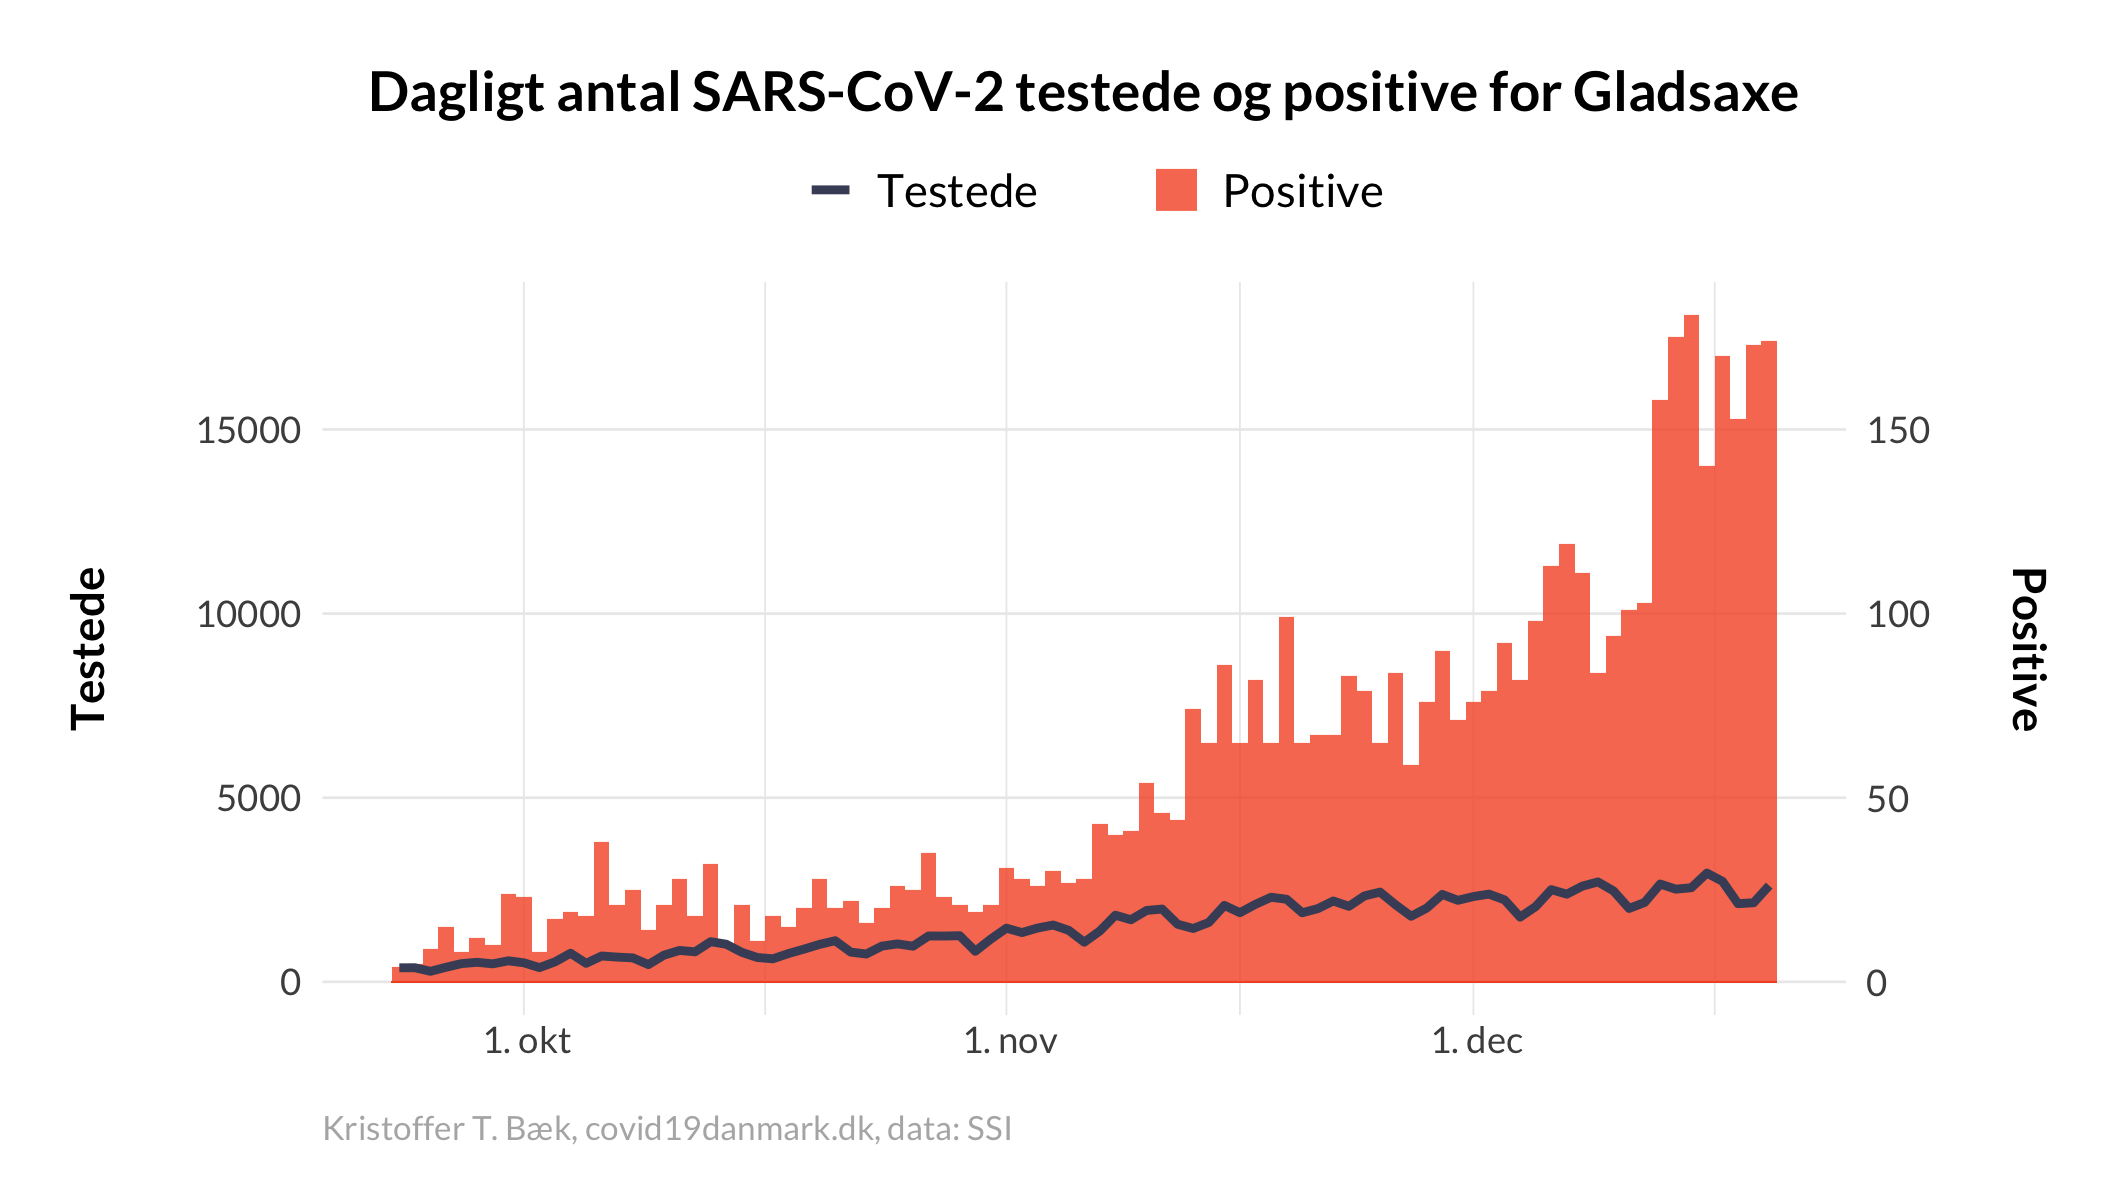 Dagligt antal SARS-CoV-2 testede og positive for Gladsaxe
Testede
Positive
15000
10000
5000
0
Testede
150
100
50
0
Positive
1. okt
1. nov
1. dec
Kristoffer T. Bæk, covid19danmark.dk, data: SSI